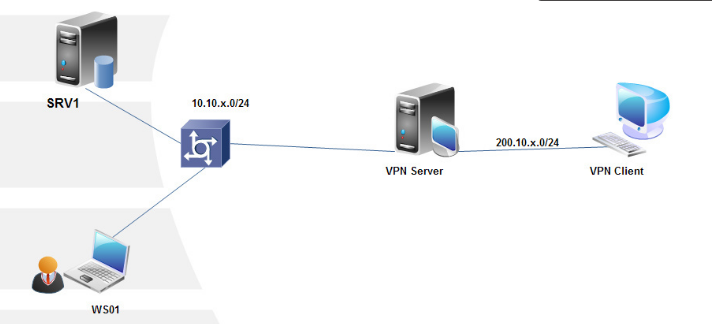 SRV1
10.10.x.0/24
VPN Server
200.10.x.0/24
VPN Client
WS01